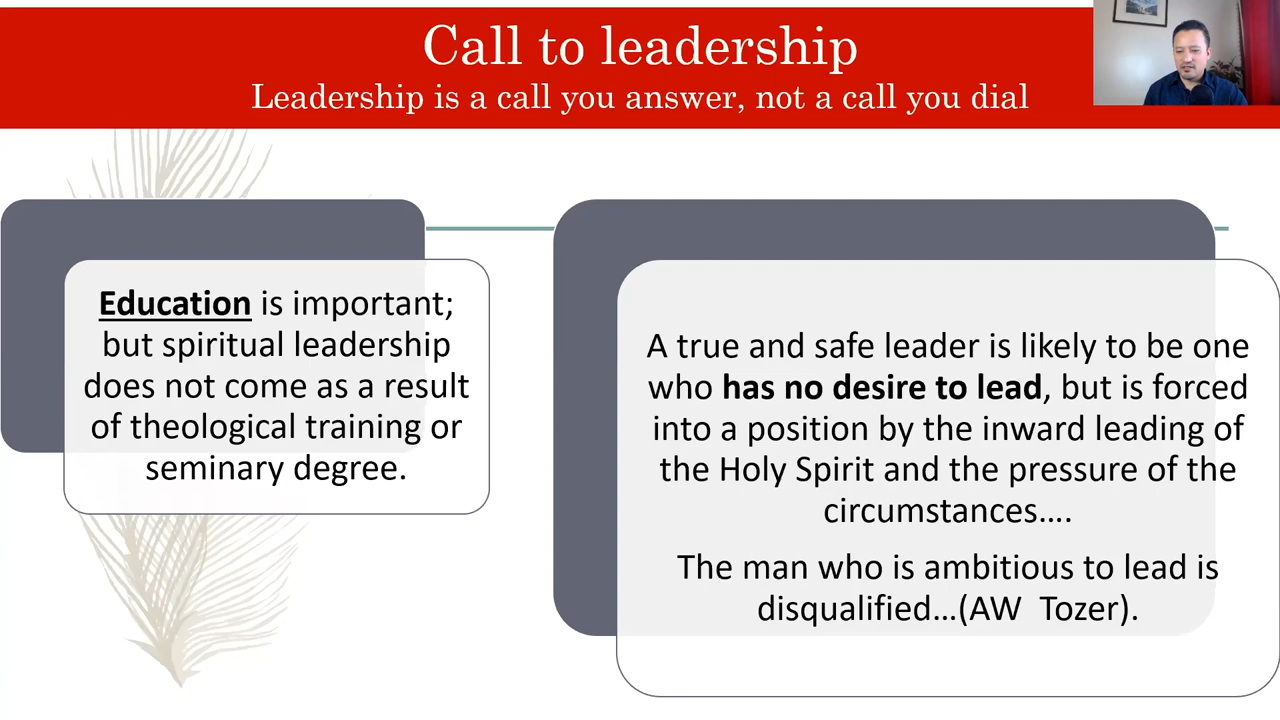 Call to leadership
Leadership is a call you answer, not a call you dial
Education is important;
but spiritual leadership
does not come as a result
of theological training or
seminary degree.
A true and safe leader is likely to be one
who has no desire to lead, but is forced
into a position by the inward leading of
the Holy Spirit and the pressure of the
circumstances….
The man who is ambitious to lead is
disqualified…(AW  Tozer).